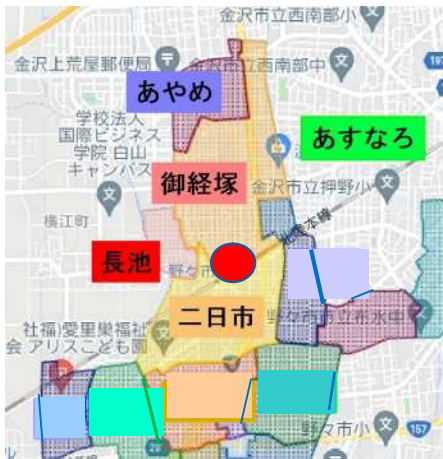 金沢市立西南部小
金沢上荒屋郵便局
金沢市立西南部中
あやめ
学校法人
国際ビジネス
学院 白山
キャンパス
あすなろ
御経塚
金沢市立押野小
横江町
長池
野々市
二日市
野々市市立布水中
社福)愛里巣福祉
会 アリスこども園
野々市小
28
157